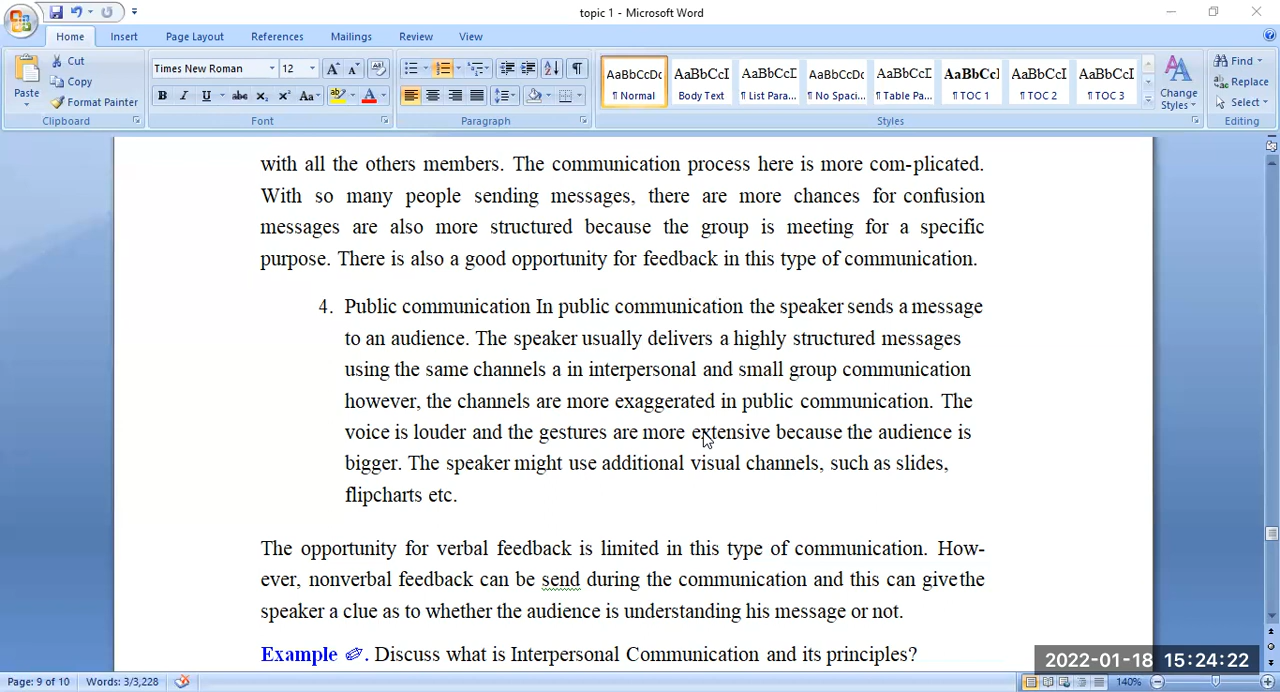 topic 1 - Microsoft Word
Home Insert Page Layout References Mailings Review View
Paste
Cut
Copy
Format Painter
Clipboard
Times New Roman 12
Font
Paragraph
AaBbCcDc AaBbCcI AaBbCcI AaBbCcDc AaBbCcI AaBbCc AaBbCcI AaBbCcI
¶ Normal Body Text ¶ List Para... ¶ No Spaci... ¶ Table Pa... ¶ TOC 1 ¶ TOC 2 ¶ TOC 3
Change Styles
Styles
Find
Replace
Select
Editing
with all the others members. The communication process here is more com-plicated.
With so many people sending messages, there are more chances for confusion
messages are also more structured because the group is meeting for a specific
purpose. There is also a good opportunity for feedback in this type of communication.
4. Public communication In public communication the speaker sends a message
to an audience. The speaker usually delivers a highly structured messages
using the same channels a in interpersonal and small group communication
however, the channels are more exaggerated in public communication. The
voice is louder and the gestures are more extensive because the audience is
bigger. The speaker might use additional visual channels, such as slides,
flipcharts etc.
The opportunity for verbal feedback is limited in this type of communication. How-
ever, nonverbal feedback can be send during the communication and this can givethe
speaker a clue as to whether the audience is understanding his message or not.
Example ✐. Discuss what is Interpersonal Communication and its principles?
2022-01-18 15:24:22
Page: 9 of 10 Words: 3/3,228 140%